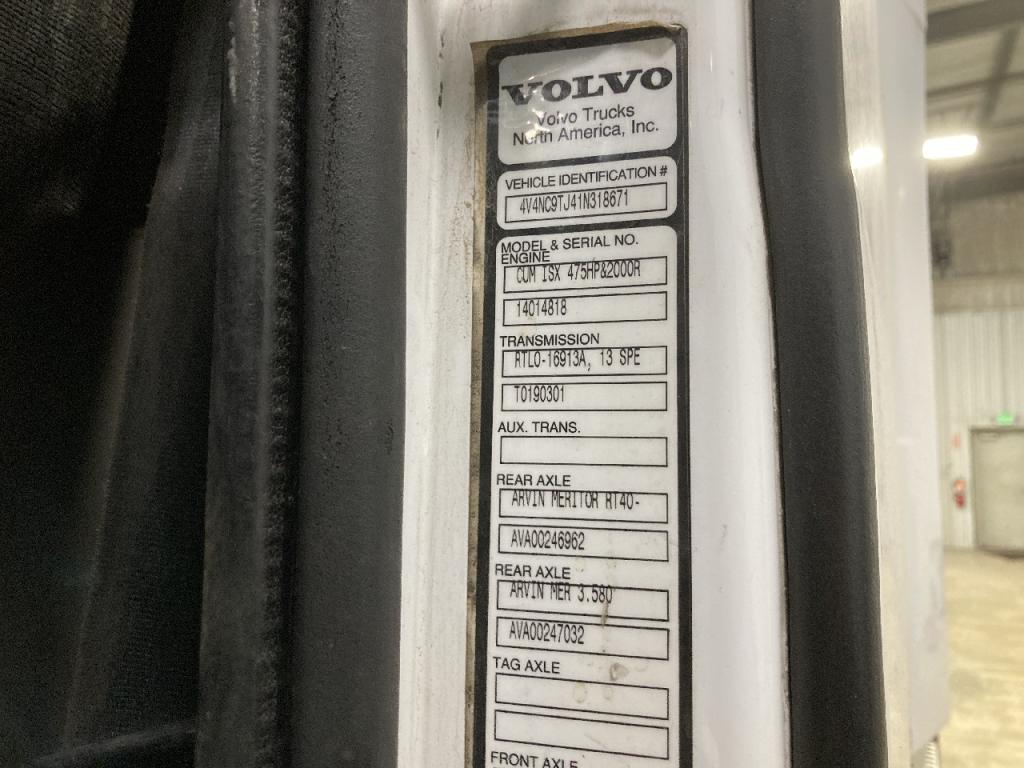 VOLVO
Volvo Trucks
North America, Inc.
VEHICLE IDENTIFICATION #
4V4NC9TJ41N318671
MODEL & SERIAL NO.
ENGINE
CUM ISX 475HP&2000R
14014818
TRANSMISSION
RTLO-16913A, 13 SPE
T0190301
AUX. TRANS.
REAR AXLE
ARVIN MERITOR RT40-
AVA00246962
REAR AXLE
ARVIN MER 3.580
AVA00247032
TAG AXLE
FRONT AXLE